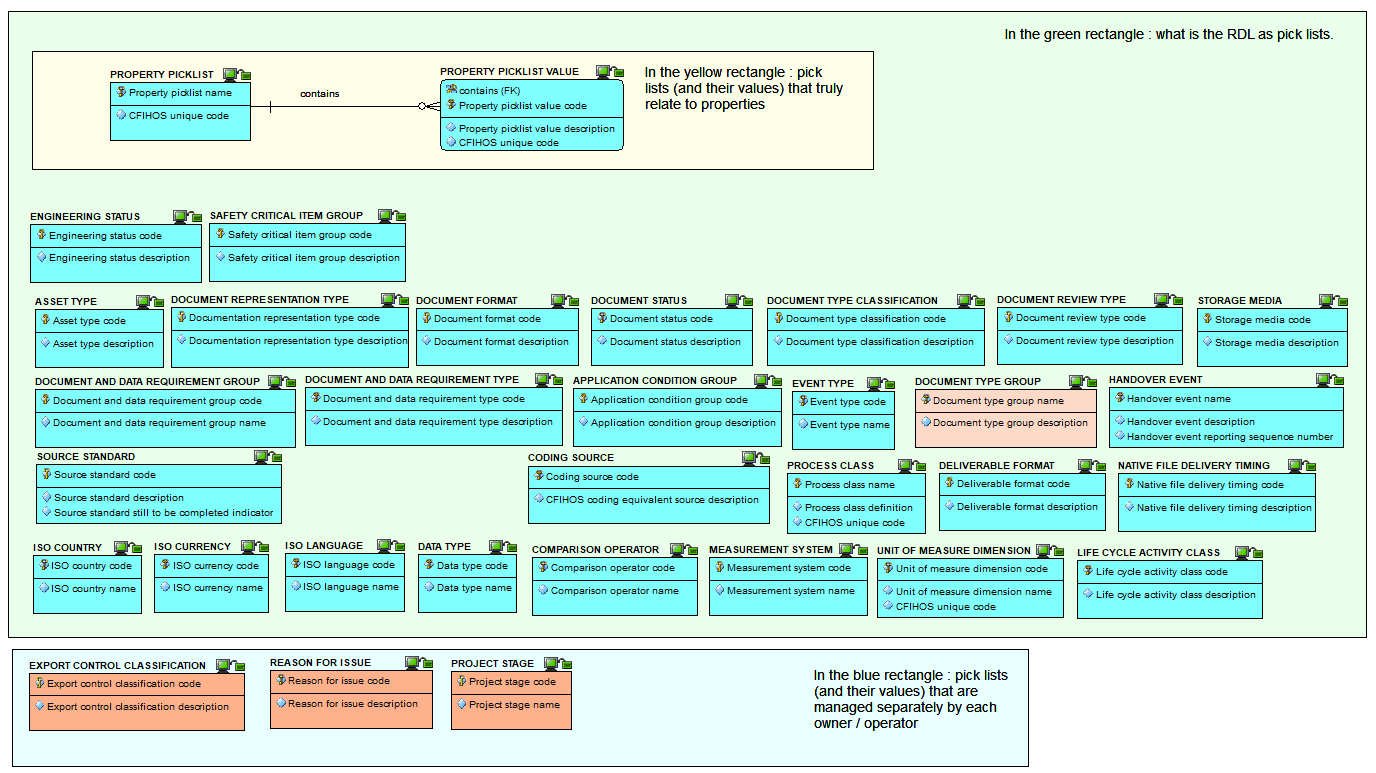 In the green rectangle : what is the RDL as pick lists.
PROPERTY PICKLIST
Property picklist name
CFIHOS unique code
contains
PROPERTY PICKLIST VALUE
contains (FK)
Property picklist value code
Property picklist value description
CFIHOS unique code
In the yellow rectangle : pick
lists (and their values) that truly
relate to properties
ENGINEERING STATUS
Engineering status code
Engineering status description
SAFETY CRITICAL ITEM GROUP
Safety critical item group code
Safety critical item group description
ASSET TYPE
Asset type code
Asset type description
DOCUMENT REPRESENTATION TYPE
Documentation representation type code
Documentation representation type description
DOCUMENT FORMAT
Document format code
Document format description
DOCUMENT STATUS
Document status code
Document status description
DOCUMENT TYPE CLASSIFICATION
Document type classification code
Document type classification description
DOCUMENT REVIEW TYPE
Document review type code
Document review type description
STORAGE MEDIA
Storage media code
Storage media description
DOCUMENT AND DATA REQUIREMENT GROUP
Document and data requirement group code
Document and data requirement group name
DOCUMENT AND DATA REQUIREMENT TYPE
Document and data requirement type code
Document and data requirement type description
APPLICATION CONDITION GROUP
Application condition group code
Application condition group description
EVENT TYPE
Event type code
Event type name
DOCUMENT TYPE GROUP
Document type group name
Document type group description
HANDOVER EVENT
Handover event name
Handover event description
Handover event reporting sequence number
SOURCE STANDARD
Source standard code
Source standard description
Source standard still to be completed indicator
CODING SOURCE
Coding source code
CFIHOS coding equivalent source description
PROCESS CLASS
Process class name
Process class definition
CFIHOS unique code
DELIVERABLE FORMAT
Deliverable format code
Deliverable format description
NATIVE FILE DELIVERY TIMING
Native file delivery timing code
Native file delivery timing description
ISO COUNTRY
ISO country code
ISO country name
ISO CURRENCY
ISO currency code
ISO currency name
ISO LANGUAGE
ISO language code
ISO language name
DATA TYPE
Data type code
Data type name
COMPARISON OPERATOR
Comparison operator code
Comparison operator name
MEASUREMENT SYSTEM
Measurement system code
Measurement system name
UNIT OF MEASURE DIMENSION
Unit of measure dimension code
Unit of measure dimension name
CFIHOS unique code
LIFE CYCLE ACTIVITY CLASS
Life cycle activity class code
Life cycle activity class description
EXPORT CONTROL CLASSIFICATION
Export control classification code
Export control classification description
REASON FOR ISSUE
Reason for issue code
Reason for issue description
PROJECT STAGE
Project stage code
Project stage name
In the blue rectangle : pick lists
(and their values) that are
managed separately by each
owner / operator